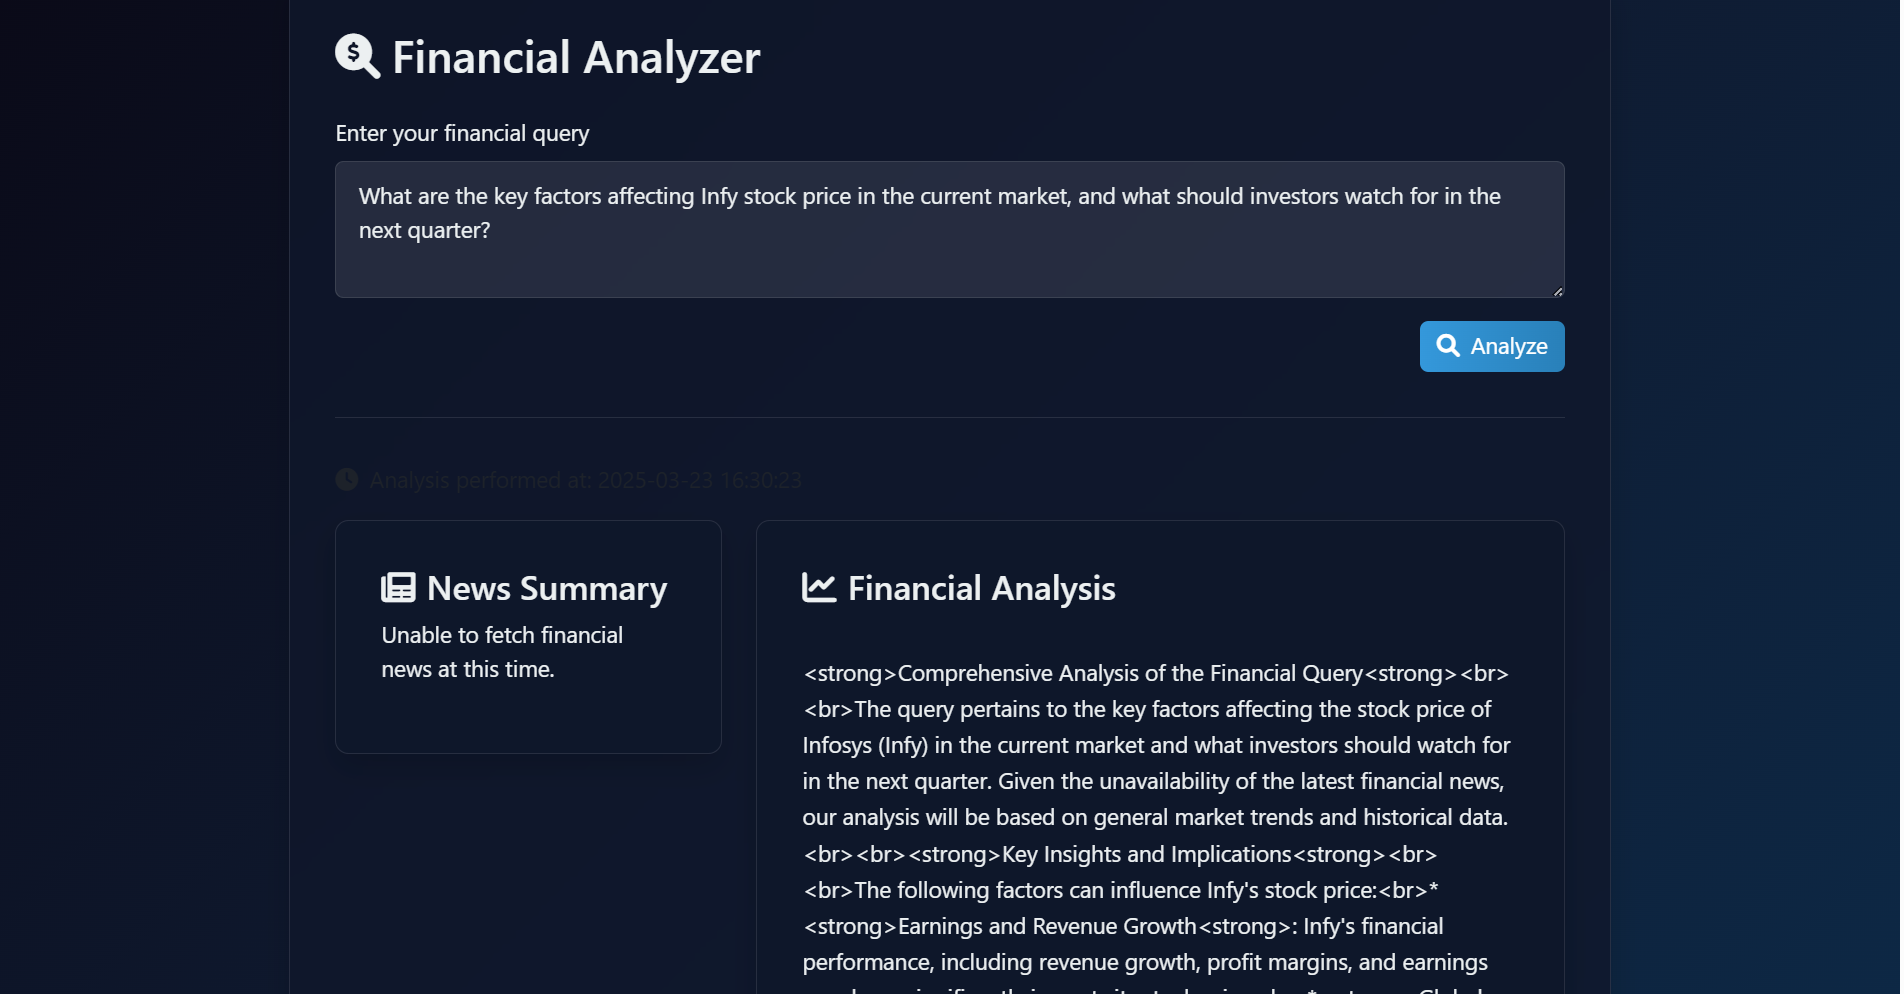 Financial Analyzer
Enter your financial query
What are the key factors affecting Infy stock price in the current market, and what should investors watch for in the
next quarter?
Analyze
Analysis performed at: 2025-03-23 16:30:23
News Summary
Unable to fetch financial
news at this time.
Financial Analysis
<strong>Comprehensive Analysis of the Financial Query<strong><br>
<br>The query pertains to the key factors affecting the stock price of
Infosys (Infy) in the current market and what investors should watch for
in the next quarter. Given the unavailability of the latest financial news,
our analysis will be based on general market trends and historical data.
<br><br><strong>Key Insights and Implications<strong><br>
<br>The following factors can influence Infy's stock price:<br>*
<strong>Earnings and Revenue Growth<strong>: Infy's financial
performance, including revenue growth, profit margins, and earnings